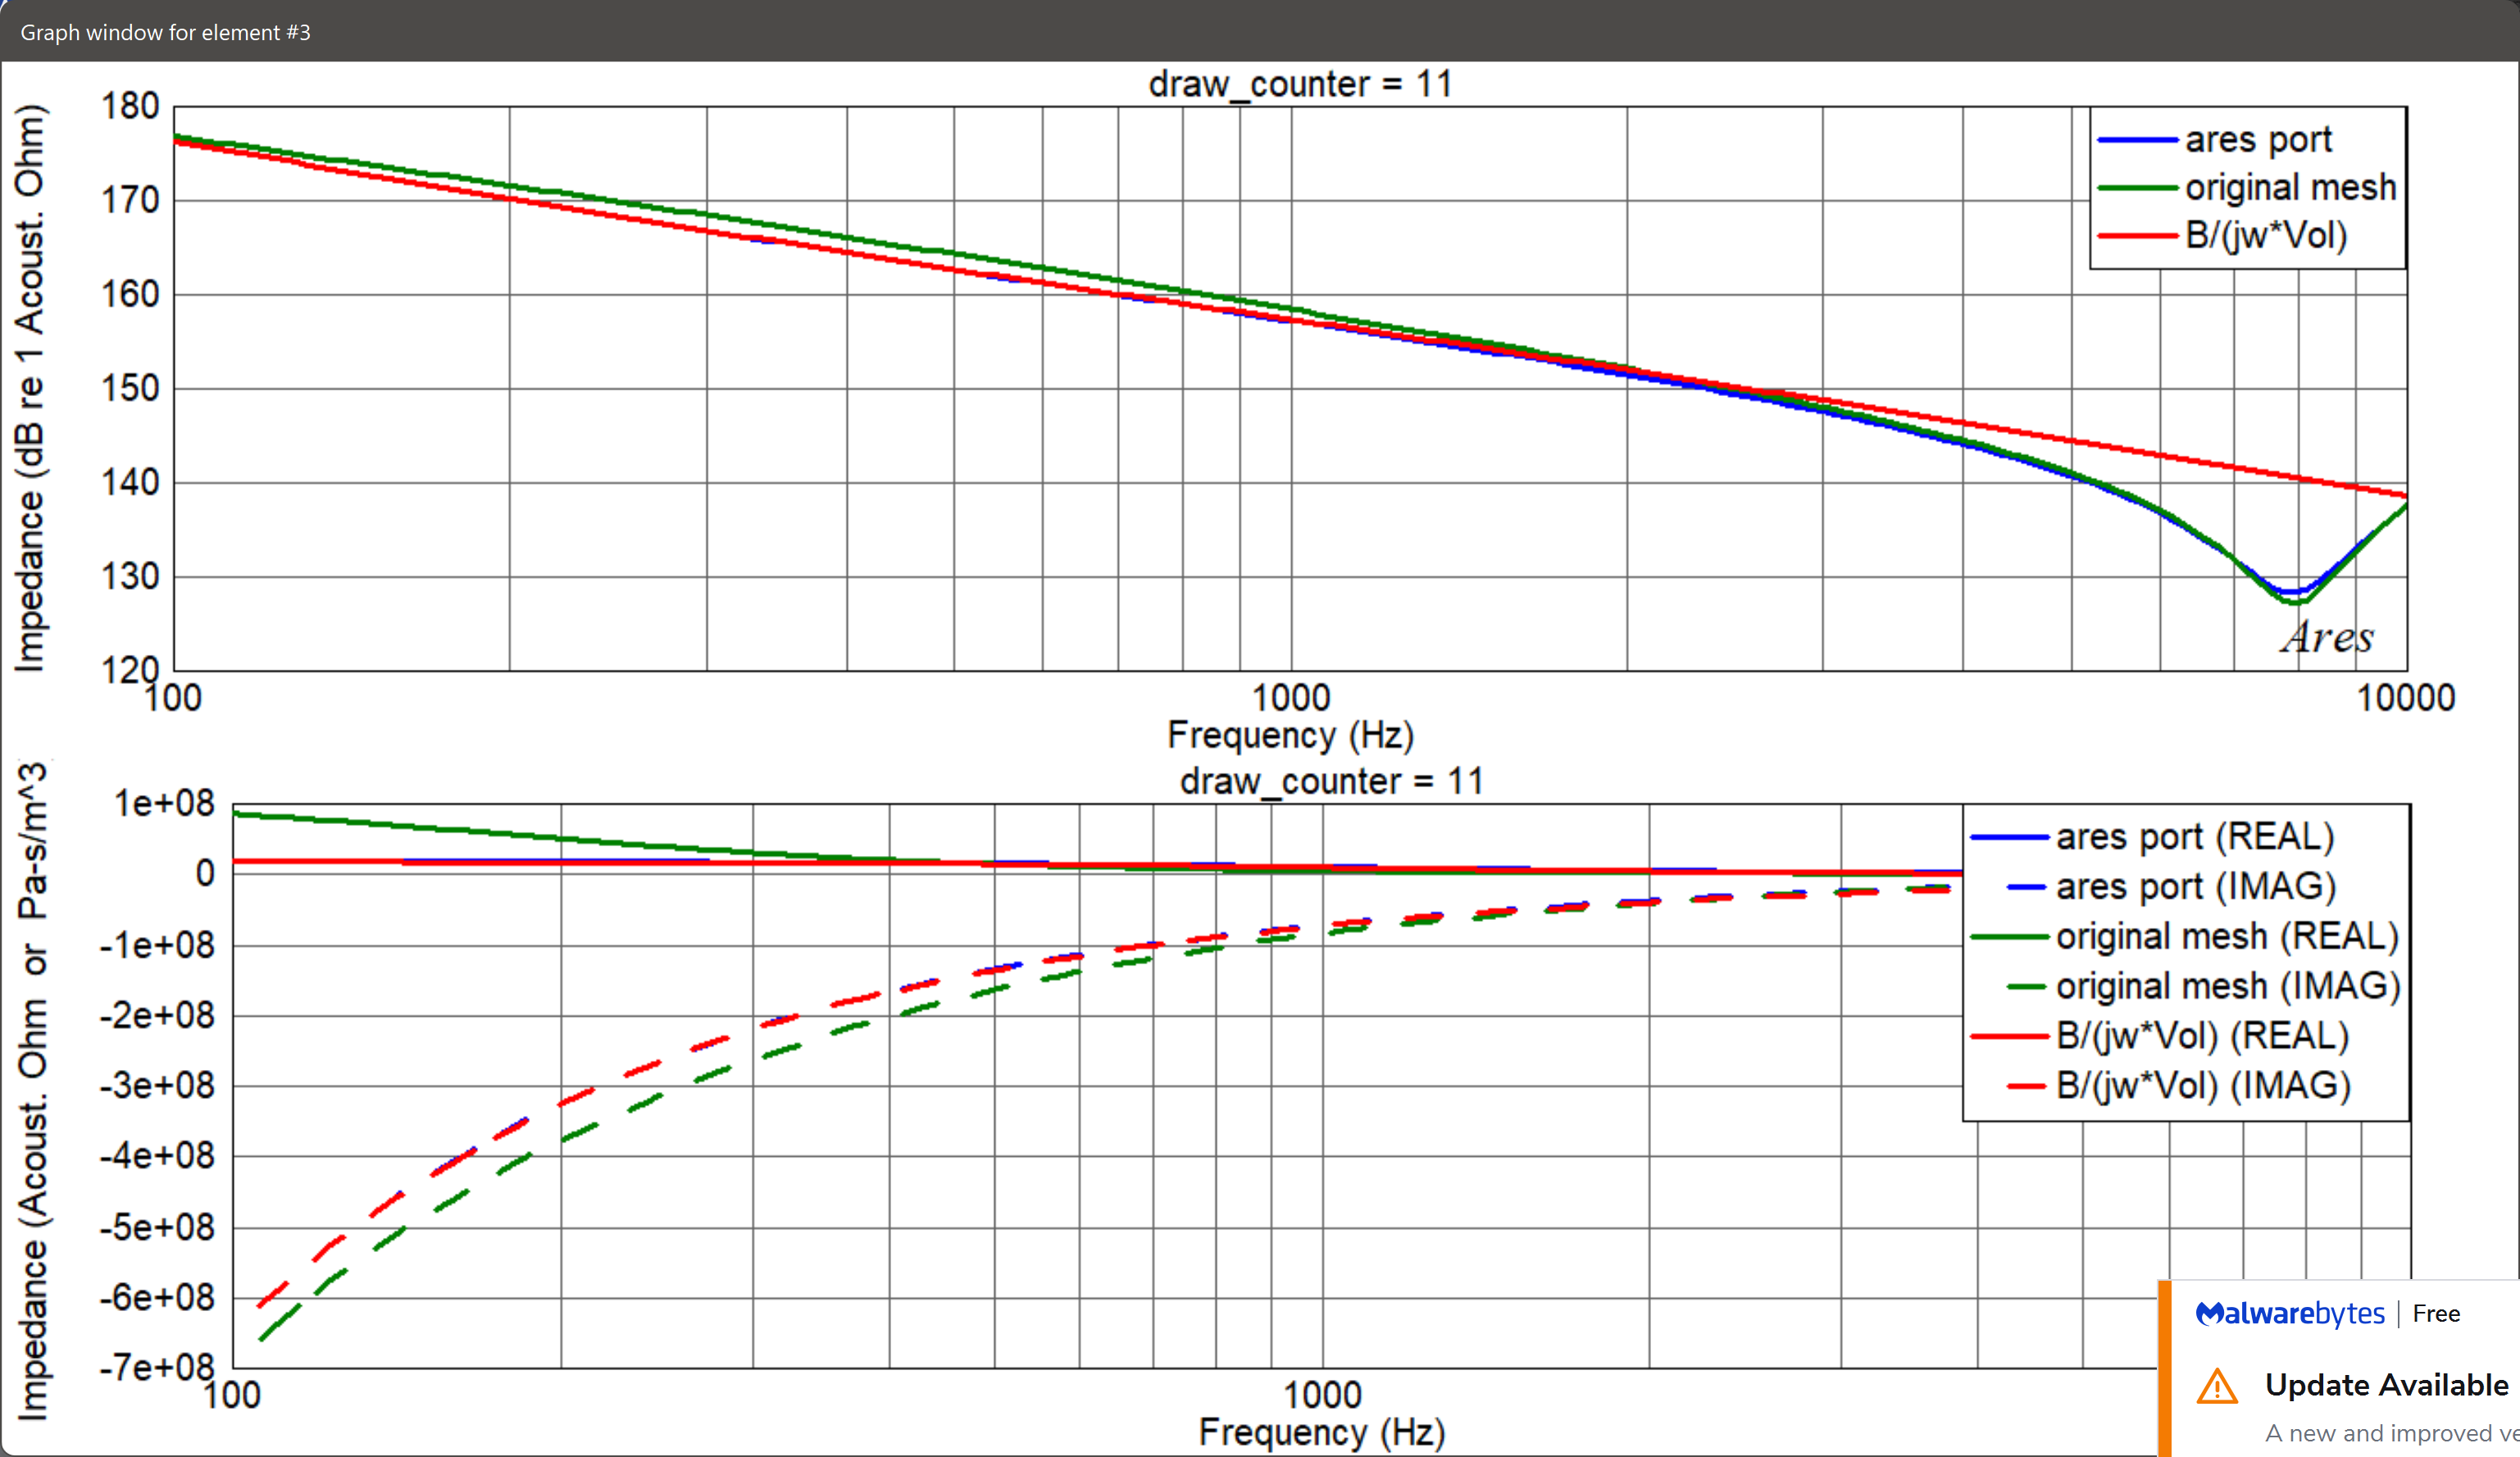 Graph window for element #3
draw_counter = 11
Impedance (dB re 1 Acoust. Ohm)
180
170
160
150
140
130
120
ares port
original mesh
B/(jw*Vol)
Ares
100
1000
10000
Frequency (Hz)
draw_counter = 11
Impedance (Acoust. Ohm or Pa-s/m^3
1e+08
0
-1e+08
-2e+08
-3e+08
-4e+08
-5e+08
-6e+08
-7e+08
ares port (REAL)
ares port (IMAG)
original mesh (REAL)
original mesh (IMAG)
B/(jw*Vol) (REAL)
B/(jw*Vol) (IMAG)
100
1000
Frequency (Hz)
Malwarebytes | Free
Update Available
A new and improved ve